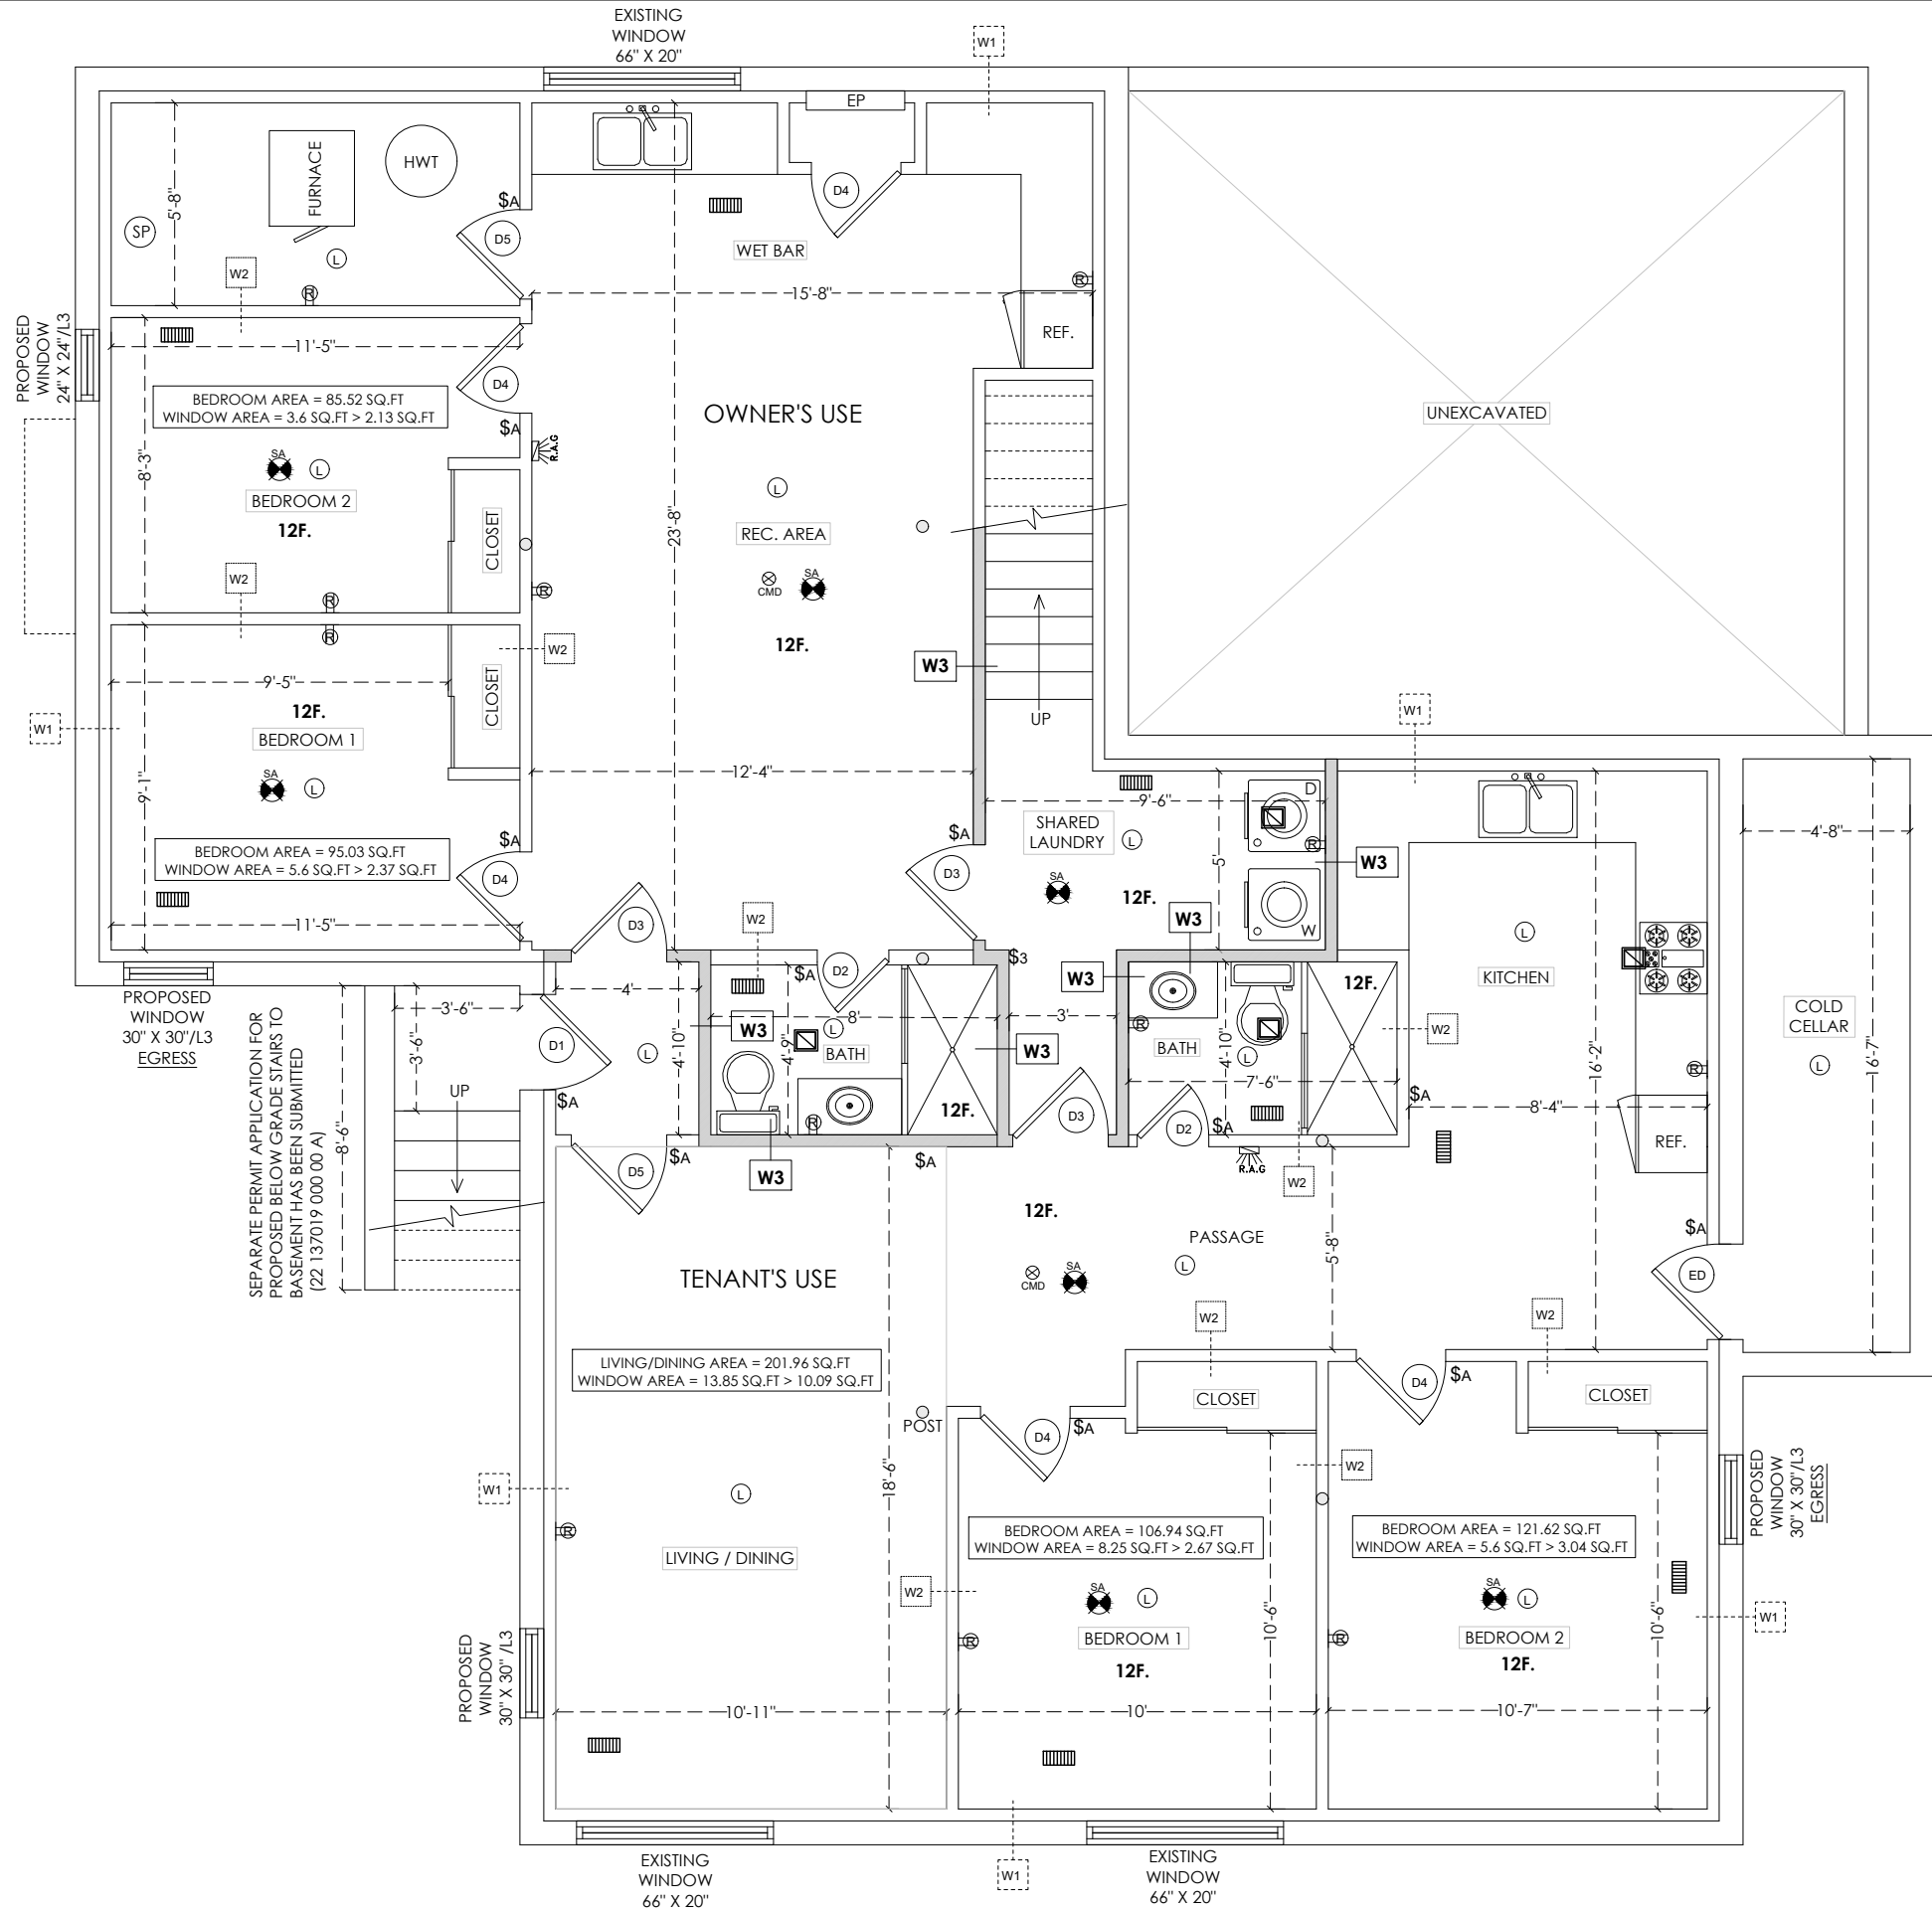 EXISTING
WINDOW
66" X 20"
W1
EP
FURNACE
HWT
$A
D4
5'-8"
SP
D5
L
WET BAR
W2
R
R
15'-8"
REF.
PROPOSED
WINDOW
24" X 24"/L3
11'-5"
D4
BEDROOM AREA = 85.52 SQ.FT
WINDOW AREA = 3.6 SQ.FT > 2.13 SQ.FT
$A
OWNER'S USE
UNEXCAVATED
R.A.G
8'-3"
SA
L
BEDROOM 2
12F.
CLOSET
L
REC. AREA
23'-8"
W2
R
R
R
CMD
SA
12F.
W2
W3
9'-5"
12F.
BEDROOM 1
CLOSET
UP
W1
W1
9'-1"
SA
L
12'-4"
9'-6"
D
SHARED
LAUNDRY
L
R
5'
4'-8"
BEDROOM AREA = 95.03 SQ.FT
WINDOW AREA = 5.6 SQ.FT > 2.37 SQ.FT
$A
D4
$A
D3
SA
12F.
W3
W
W3
11'-5"
D3
W2
$3
L
KITCHEN
PROPOSED
WINDOW
30" X 30"/L3
EGRESS
3'-6"
4'
$A
D2
W3
12F.
COLD
CELLAR
L
16'-7"
SEPARATE PERMIT APPLICATION FOR
PROPOSED BELOW GRADE STAIRS TO
BASEMENT HAS BEEN SUBMITTED
(22 137019 000 00 A)
3'-6"
8'-6"
D1
L
4'-10"
W3
8'
4'-9"
L
BATH
3'
W3
R
BATH
4'-10"
L
W2
16'-2"
UP
$A
R
12F.
D3
7'-6"
D2
$A
$A
8'-4"
R
REF.
D5
$A
W3
$A
R.A.G
W2
12F.
PASSAGE
L
5'-8"
$A
TENANT'S USE
CMD
SA
ED
W2
W2
LIVING/DINING AREA = 201.96 SQ.FT
WINDOW AREA = 13.85 SQ.FT > 10.09 SQ.FT
CLOSET
D4
$A
CLOSET
POST
D4
$A
18'-6"
W2
W1
L
PROPOSED
WINDOW
30" X 30"/L3
EGRESS
R
LIVING / DINING
BEDROOM AREA = 106.94 SQ.FT
WINDOW AREA = 8.25 SQ.FT > 2.67 SQ.FT
BEDROOM AREA = 121.62 SQ.FT
WINDOW AREA = 5.6 SQ.FT > 3.04 SQ.FT
W2
SA
L
SA
L
W1
R
BEDROOM 1
12F.
10'-6"
R
BEDROOM 2
12F.
10'-6"
PROPOSED
WINDOW
30" X 30" /L3
10'-11"
10'
10'-7"
EXISTING
WINDOW
66" X 20"
W1
EXISTING
WINDOW
66" X 20"